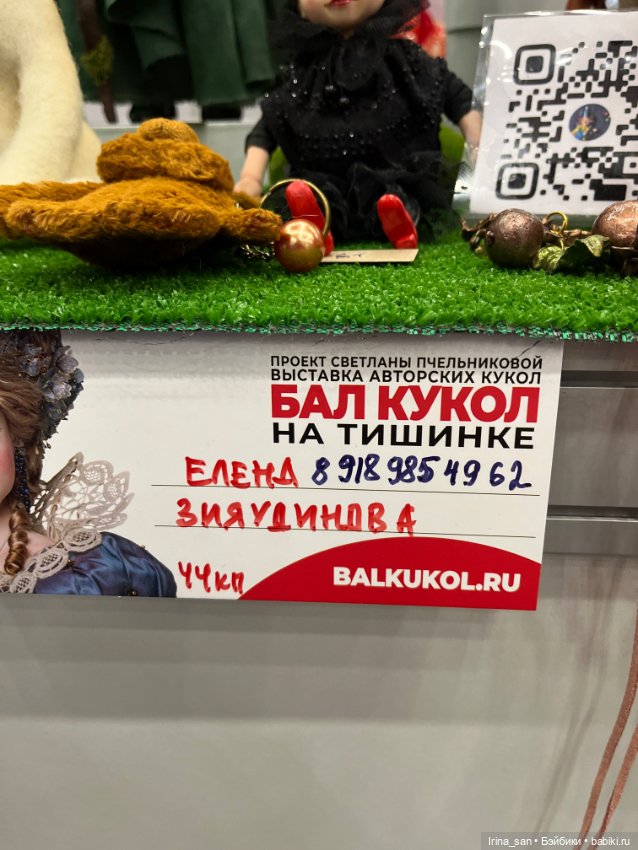 ПРОЕКТ СВЕТЛАНЫ ПЧЕЛЬНИКОВОЙ
ВЫСТАВКА АВТОРСКИХ КУКОЛ
БАЛ КУКОЛ
НА ТИШИНКЕ
ЕЛЕНА 8 918 985 49 62
ЗИЯУДИНОВА
44кп
BALKUKOL.RU
Irina_san • Бэйбики • babiki.ru